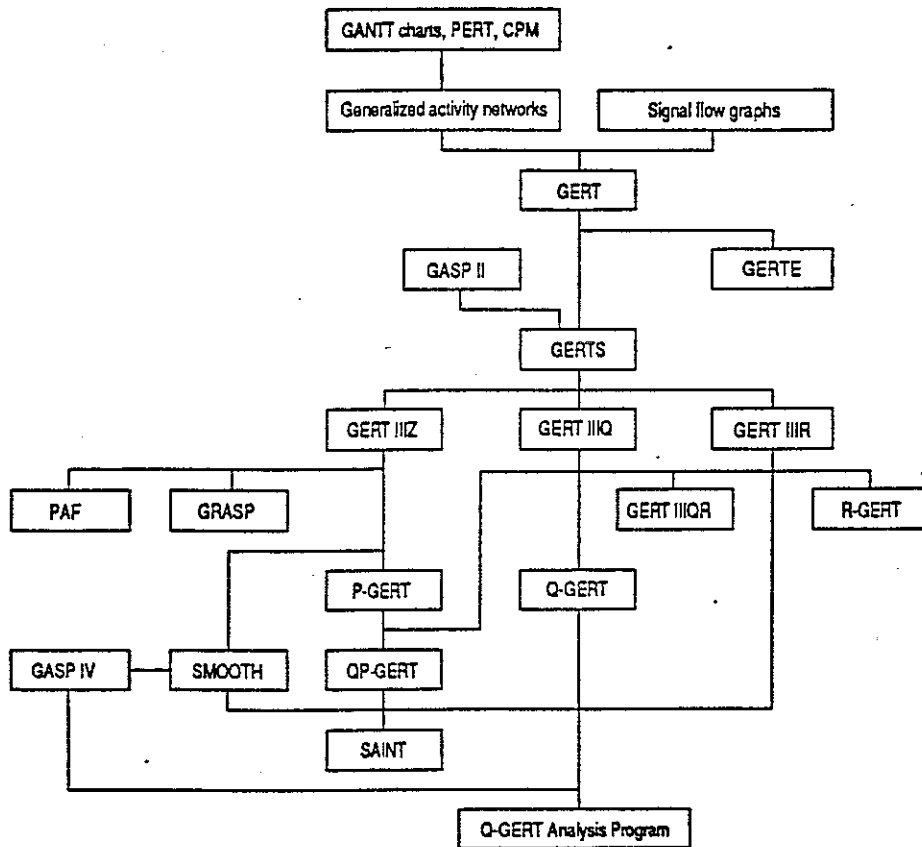 GANTT charts, PERT, CPM
Generalized activity networks
Signal flow graphs
GERT
GASP II
GERTE
GERTS
GERT IIIZ
GERT IIIQ
GERT IIIR
PAF
GRASP
GERT IIIQR
R-GERT
P-GERT
Q-GERT
GASP IV
SMOOTH
QP-GERT
SAINT
Q-GERT Analysis Program